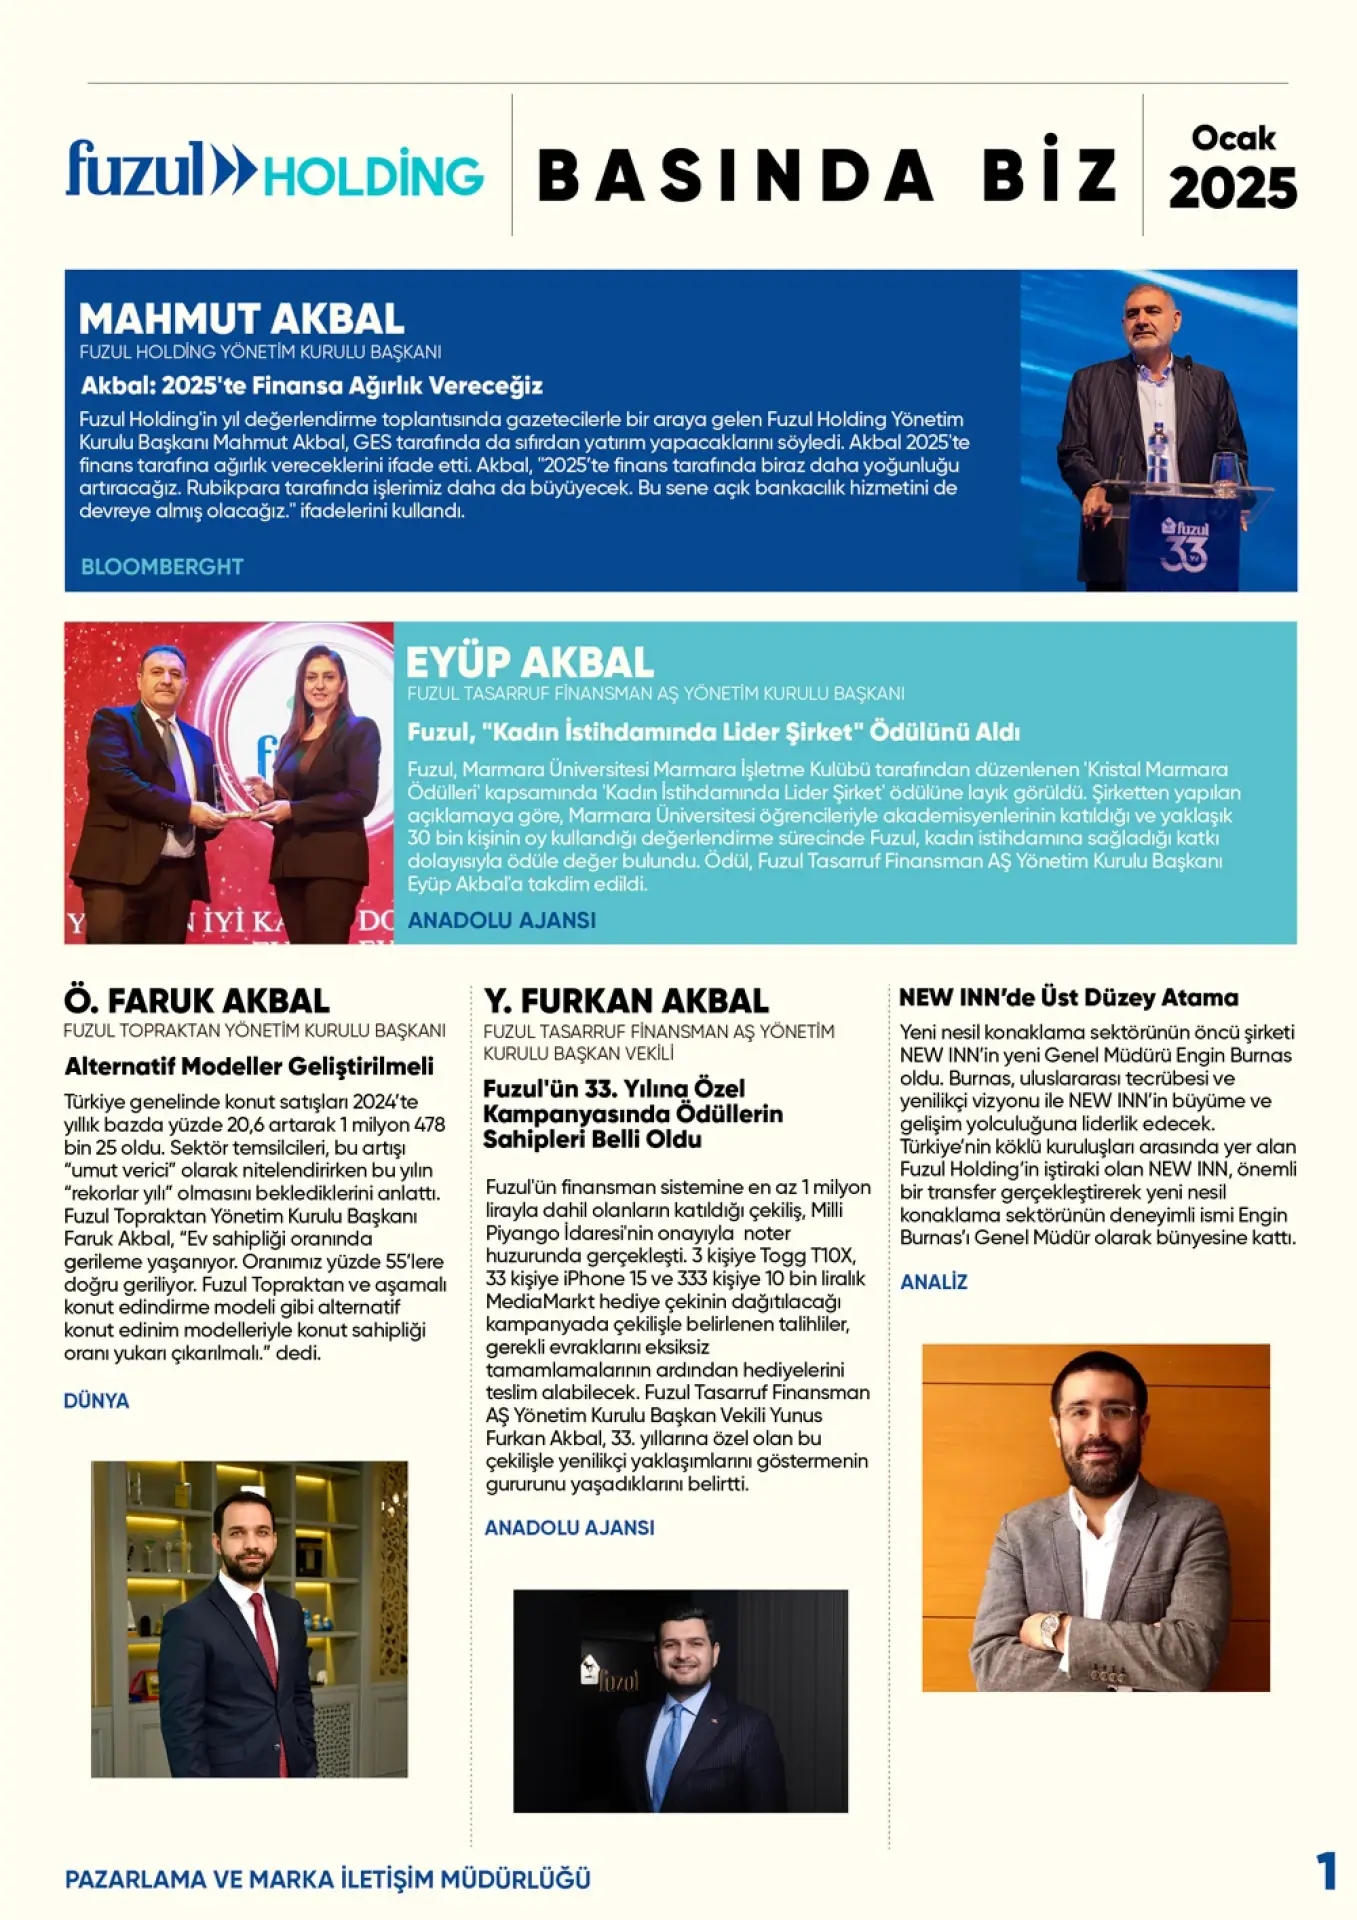 fuzul HOLDİNG
BASINDA BİZ
Ocak
2025
MAHMUT AKBAL
FUZUL HOLDİNG YÖNETİM KURULU BAŞKANI
Akbal: 2025'te Finansa Ağırlık Vereceğiz
Fuzul Holding'in yıl değerlendirme toplantısında gazetecilerle bir araya gelen Fuzul Holding Yönetim
Kurulu Başkanı Mahmut Akbal, GES tarafında da sıfırdan yatırım yapacaklarını söyledi. Akbal 2025'te
finans tarafına ağırlık vereceklerini ifade etti. Akbal, "2025'te finans tarafında biraz daha yoğunluğu
artıracağız. Rubikpara tarafında işlerimiz daha da büyüyecek. Bu sene açık bankacılık hizmetini de
devreye almış olacağız." ifadelerini kullandı.
BLOOMBERGHT
fuzul
33
EYÜP AKBAL
FUZUL TASARRUF FİNANSMAN AŞ YÖNETİM KURULU BAŞKANI
Fuzul, "Kadın İstihdamında Lider Şirket" Ödülünü Aldı
Fuzul, Marmara Üniversitesi Marmara İşletme Kulübü tarafından düzenlenen 'Kristal Marmara
Ödülleri' kapsamında 'Kadın İstihdamında Lider Şirket' ödülüne layık görüldü. Şirketten yapılan
açıklamaya göre, Marmara Üniversitesi öğrencileriyle akademisyenlerinin katıldığı ve yaklaşık
30 bin kişinin oy kullandığı değerlendirme sürecinde Fuzul, kadın istihdamına sağladığı katkı
dolayısıyla ödüle değer bulundu. Ödül, Fuzul Tasarruf Finansman AŞ Yönetim Kurulu Başkanı
Eyüp Akbal'a takdim edildi.
ANADOLU AJANSI
Ö. FARUK AKBAL
FUZUL TOPRAKTAN YÖNETİM KURULU BAŞKANI
Alternatif Modeller Geliştirilmeli
Türkiye genelinde konut satışları 2024'te
yıllık bazda yüzde 20,6 artarak 1 milyon 478
bin 25 oldu. Sektör temsilcileri, bu artışı
“umut verici” olarak nitelendirirken bu yılın
“rekorlar yılı” olmasını beklediklerini anlattı.
Fuzul Topraktan Yönetim Kurulu Başkanı
Faruk Akbal, “Ev sahipliği oranında
gerileme yaşanıyor. Oranımız yüzde 55'lere
doğru geriliyor. Fuzul Topraktan ve aşamalı
konut edindirme modeli gibi alternatif
konut edinim modelleriyle konut sahipliği
oranı yukarı çıkarılmalı.” dedi.
DÜNYA
Y. FURKAN AKBAL
FUZUL TASARRUF FİNANSMAN AŞ YÖNETİM
KURULU BAŞKAN VEKİLİ
Fuzul'ün 33. Yılına Özel
Kampanyasında Ödüllerin
Sahipleri Belli Oldu
Fuzul'ün finansman sistemine en az 1 milyon
lirayla dahil olanların katıldığı çekiliş, Milli
Piyango İdaresi'nin onayıyla noter
huzurunda gerçekleşti. 3 kişiye Togg T10X,
33 kişiye iPhone 15 ve 333 kişiye 10 bin liralık
MediaMarkt hediye çekinin dağıtılacağı
kampanyada çekilişle belirlenen talihliler,
gerekli evraklarını eksiksiz
tamamlamalarının ardından hediyelerini
teslim alabilecek. Fuzul Tasarruf Finansman
AŞ Yönetim Kurulu Başkan Vekili Yunus
Furkan Akbal, 33. yıllarına özel olan bu
çekilişle yenilikçi yaklaşımlarını göstermenin
gururunu yaşadıklarını belirtti.
ANADOLU AJANSI
fuzul
NEW INN’de Üst Düzey Atama
Yeni nesil konaklama sektörünün öncü şirketi
NEW INN’in yeni Genel Müdürü Engin Burnas
oldu. Burnas, uluslararası tecrübesi ve
yenilikçi vizyonu ile NEW INN’in büyüme ve
gelişim yolculuğuna liderlik edecek.
Türkiye’nin köklü kuruluşları arasında yer alan
Fuzul Holding’in iştiraki olan NEW INN, önemli
bir transfer gerçekleştirerek yeni nesil
konaklama sektörünün deneyimli ismi Engin
Burnas’ı Genel Müdür olarak bünyesine kattı.
ANALİZ
PAZARLAMA VE MARKA İLETİŞİM MÜDÜRLÜĞÜ
1